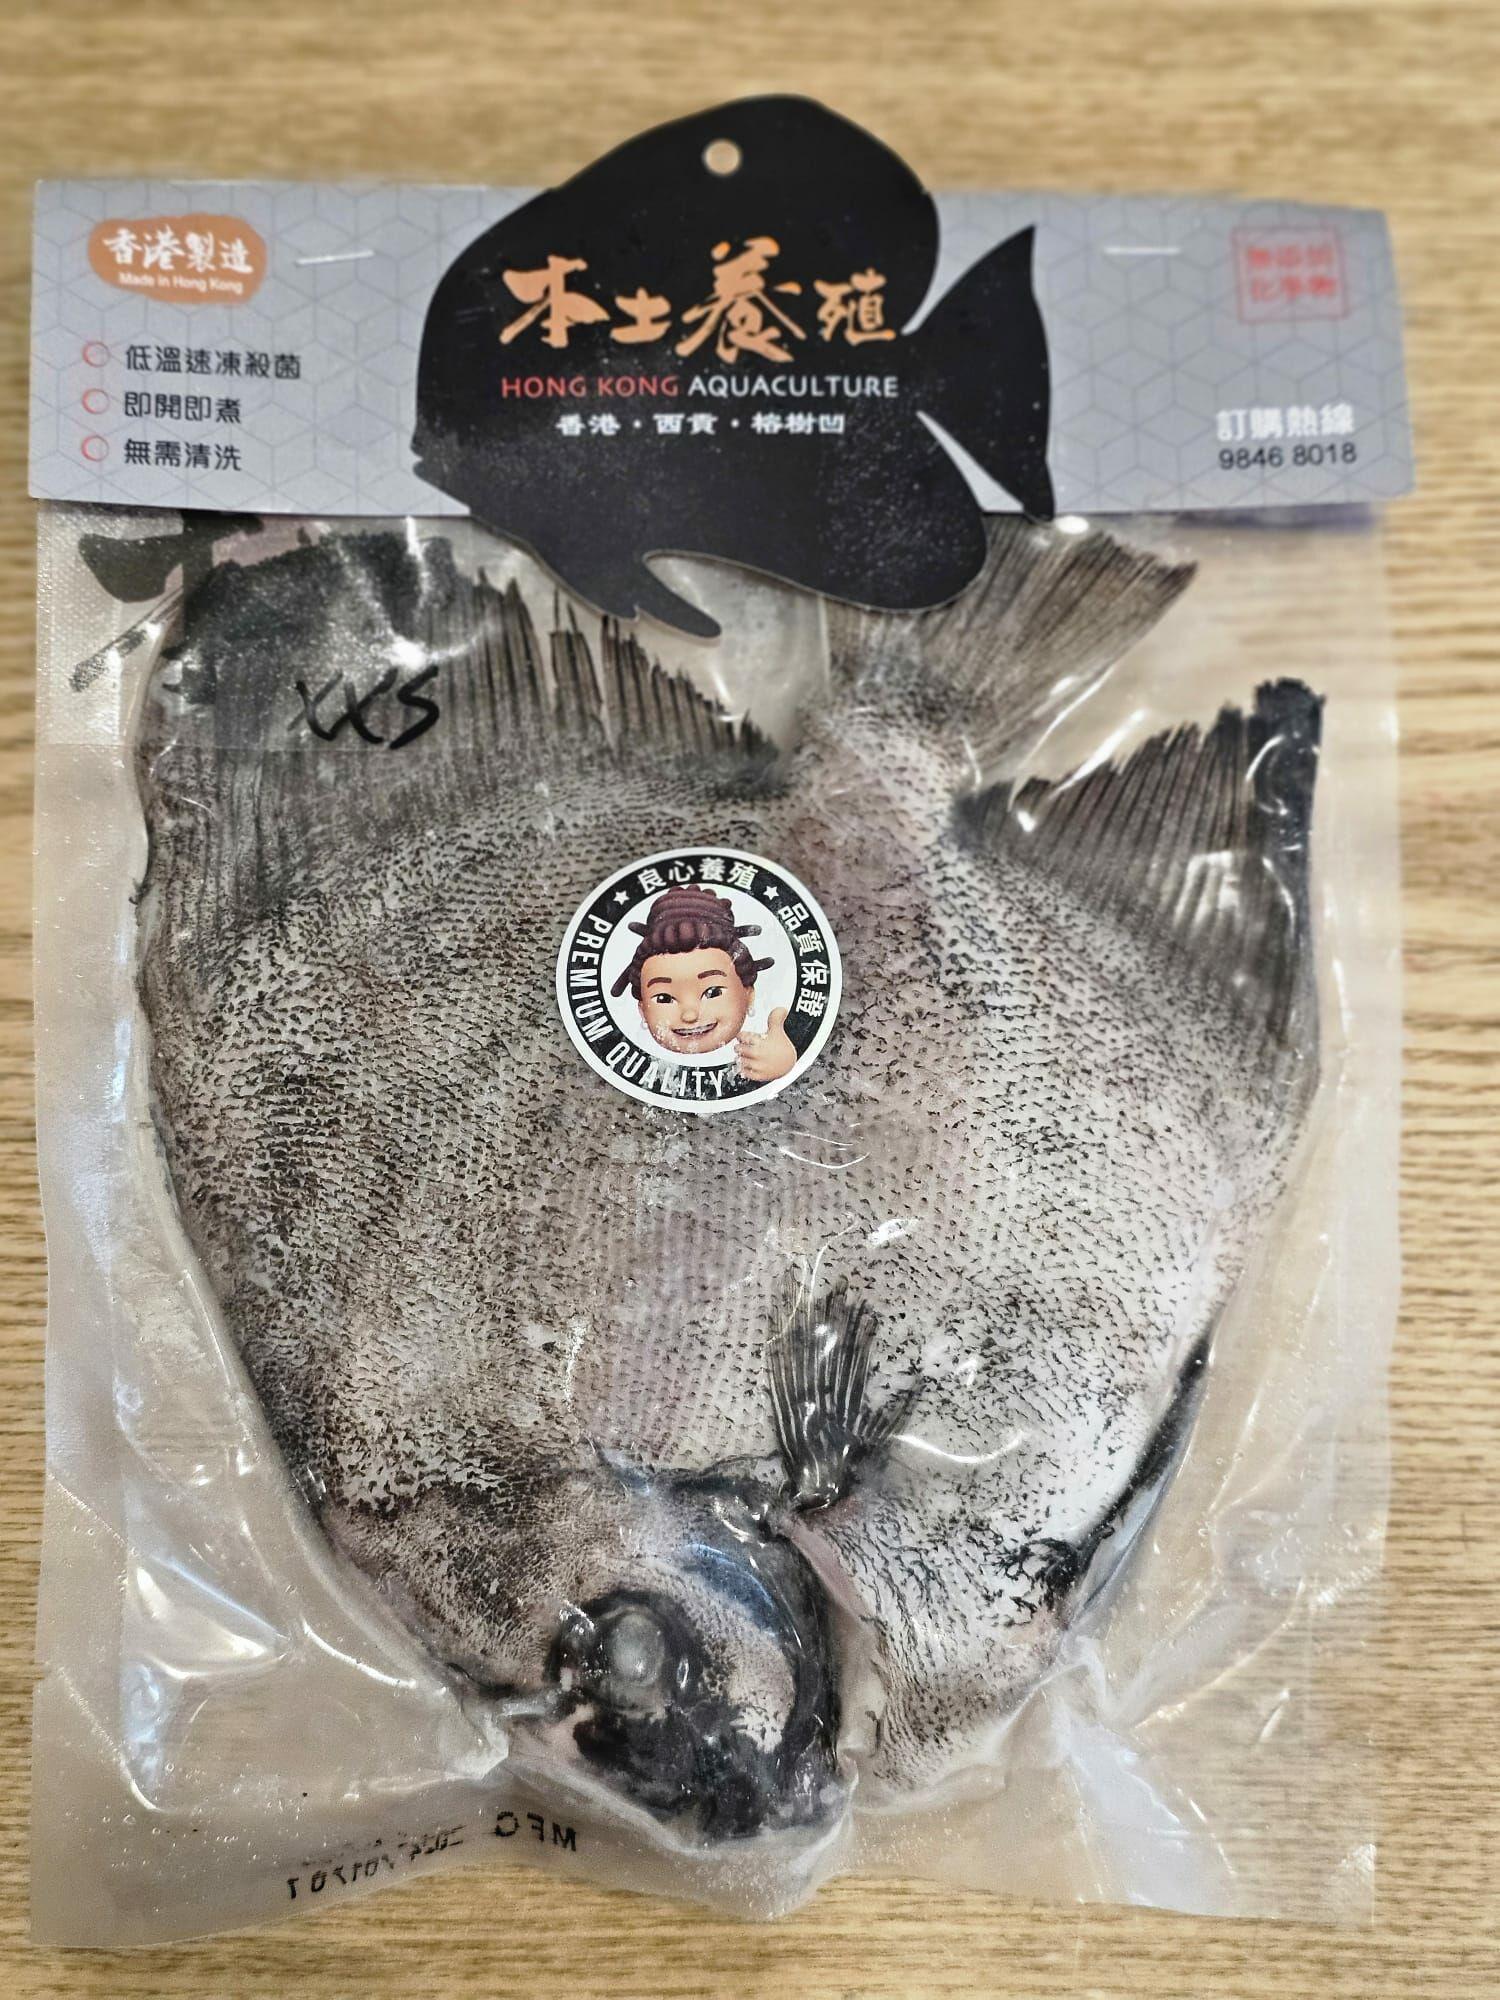 香港製造
Made in Hong Kong
低溫速凍殺菌
即開即煮
無需清洗
本土養殖
HONG KONG AQUACULTURE
香港·西貢·榕樹凹
訂購熱線
9846 8018
XXS
★良心養殖★品質保證
PREMIUM QUALITY
MFG